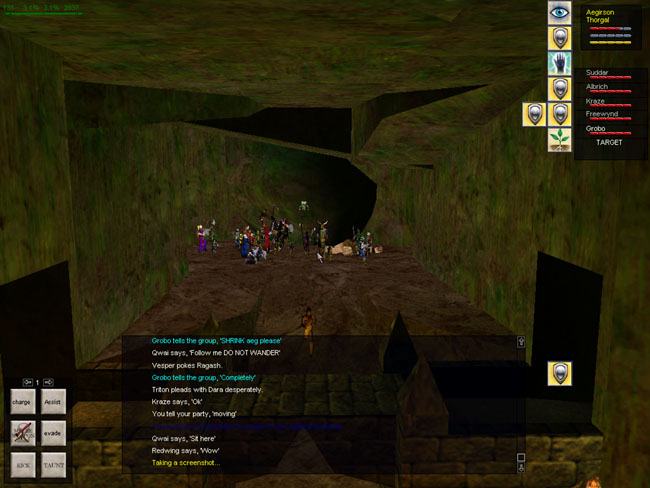 Aegirson
Thorgal
Suddar
Albrich
Kraze
Freewynd
Grobo
TARGET
Grobo tells the group, 'SHRINK aeg please'
Qwai says, 'Follow me DO NOT WANDER'
Vesper pokes Ragash.
Grobo tells the group, 'Completely'
Triton pleads with Dara desperately.
Kraze says, 'Ok'
You tell your party, 'moving'
Qwai says, 'Sit here'
Redwing says, 'Wow'
Taking a screenshot...
1
charge Assist
evade
KICK TAUNT